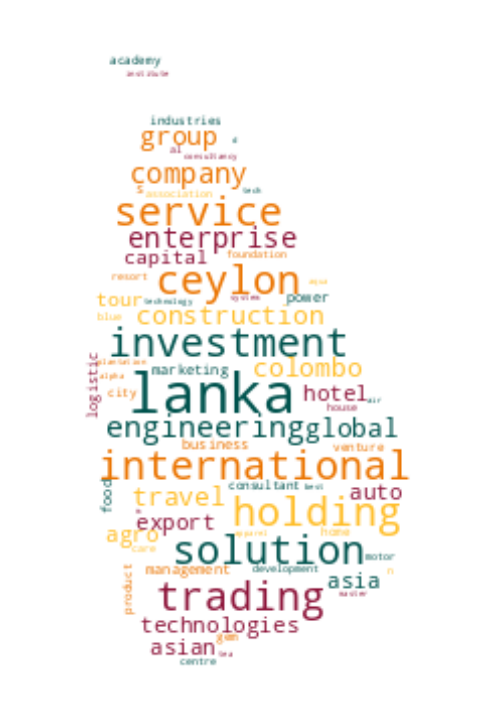 academy
institute
industries
group
d
al
consultancy
company
s
association
tech
service
enterprise
capital
foundation
resort
ceylon
tour
technology
system
power
blue
construction
investment
plantation
logistic
marketing
colombo
alpha
city
lanka
hotel
air
house
engineering
global
business
venture
international
food
consultant
best
auto
travel
holding
export
agro
apparel
home
care
solution
motor
product
management
development
asia
n
trading
master
technologies
gem
asian
tea
centre